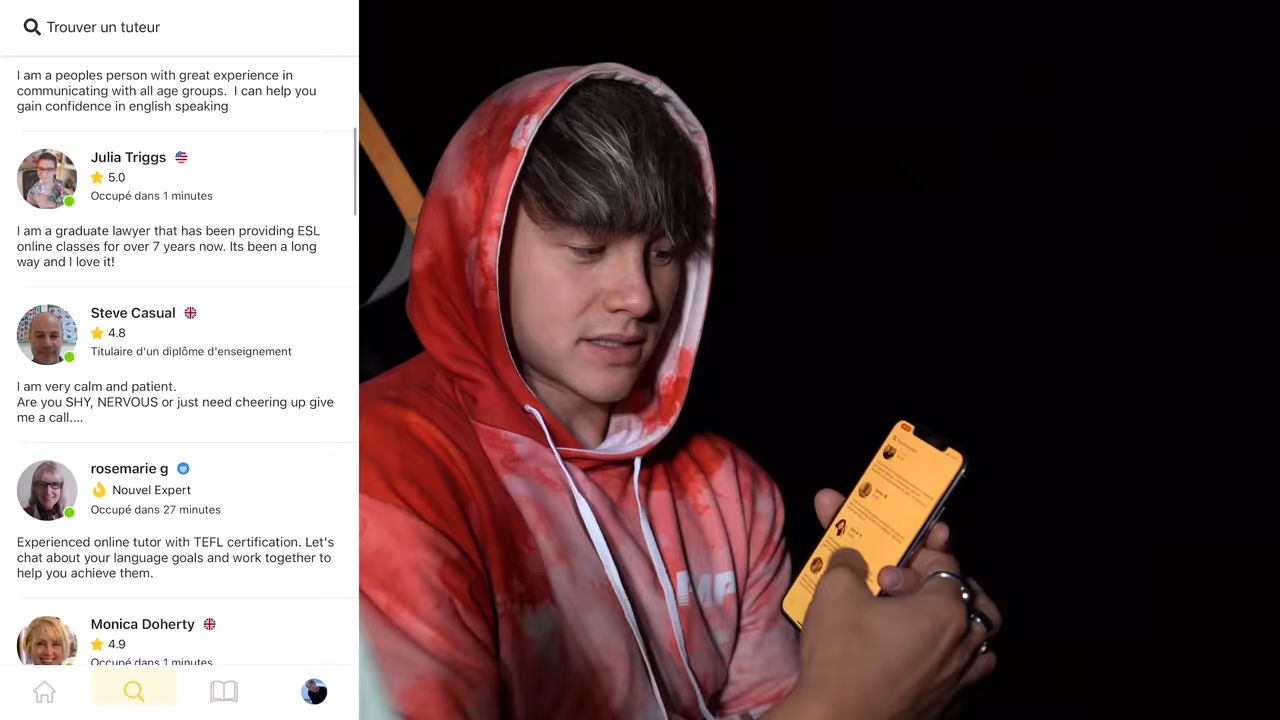 Trouver un tuteur
I am a peoples person with great experience in
communicating with all age groups.  I can help you
gain confidence in english speaking
Julia Triggs
5.0
Occupé dans 1 minutes
I am a graduate lawyer that has been providing ESL
online classes for over 7 years now. Its been a long
way and I love it!
Steve Casual
4.8
Titulaire d'un diplôme d'enseignement
I am very calm and patient.
Are you SHY, NERVOUS or just need cheering up give
me a call....
rosemarie g
Nouvel Expert
Occupé dans 27 minutes
Experienced online tutor with TEFL certification. Let's
chat about your language goals and work together to
help you achieve them.
Monica Doherty
4.9
Occupé dans 1 minutes